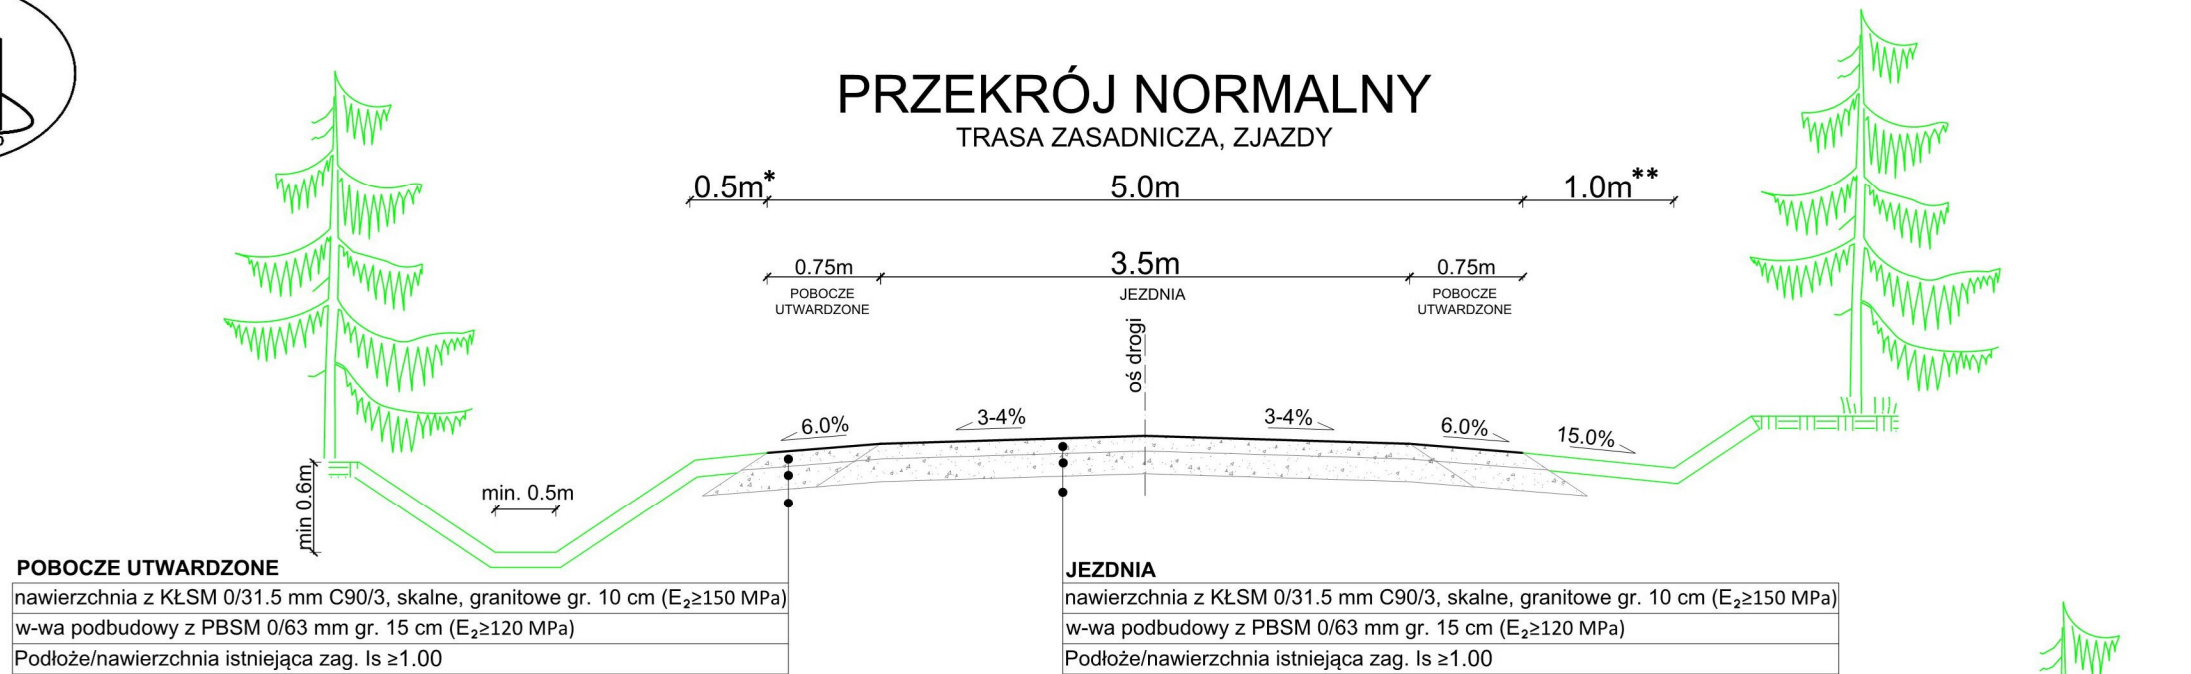 PRZEKRÓJ NORMALNY
TRASA ZASADNICZA, ZJAZDY
0.5m* 5.0m 1.0m**
0.75m 3.5m 0.75m
POBOCZE UTWARDZONE JEZDNIA POBOCZE UTWARDZONE
oś drogi
6.0% 3-4% 3-4% 6.0% 15.0%
min 0.6m
min. 0.5m
POBOCZE UTWARDZONE
nawierzchnia z KŁSM 0/31.5 mm C90/3, skalne, granitowe gr. 10 cm (E₂≥150 MPa)
w-wa podbudowy z PBSM 0/63 mm gr. 15 cm (E₂≥120 MPa)
Podłoże/nawierzchnia istniejąca zag. Is ≥1.00
JEZDNIA
nawierzchnia z KŁSM 0/31.5 mm C90/3, skalne, granitowe gr. 10 cm (E₂≥150 MPa)
w-wa podbudowy z PBSM 0/63 mm gr. 15 cm (E₂≥120 MPa)
Podłoże/nawierzchnia istniejąca zag. Is ≥1.00